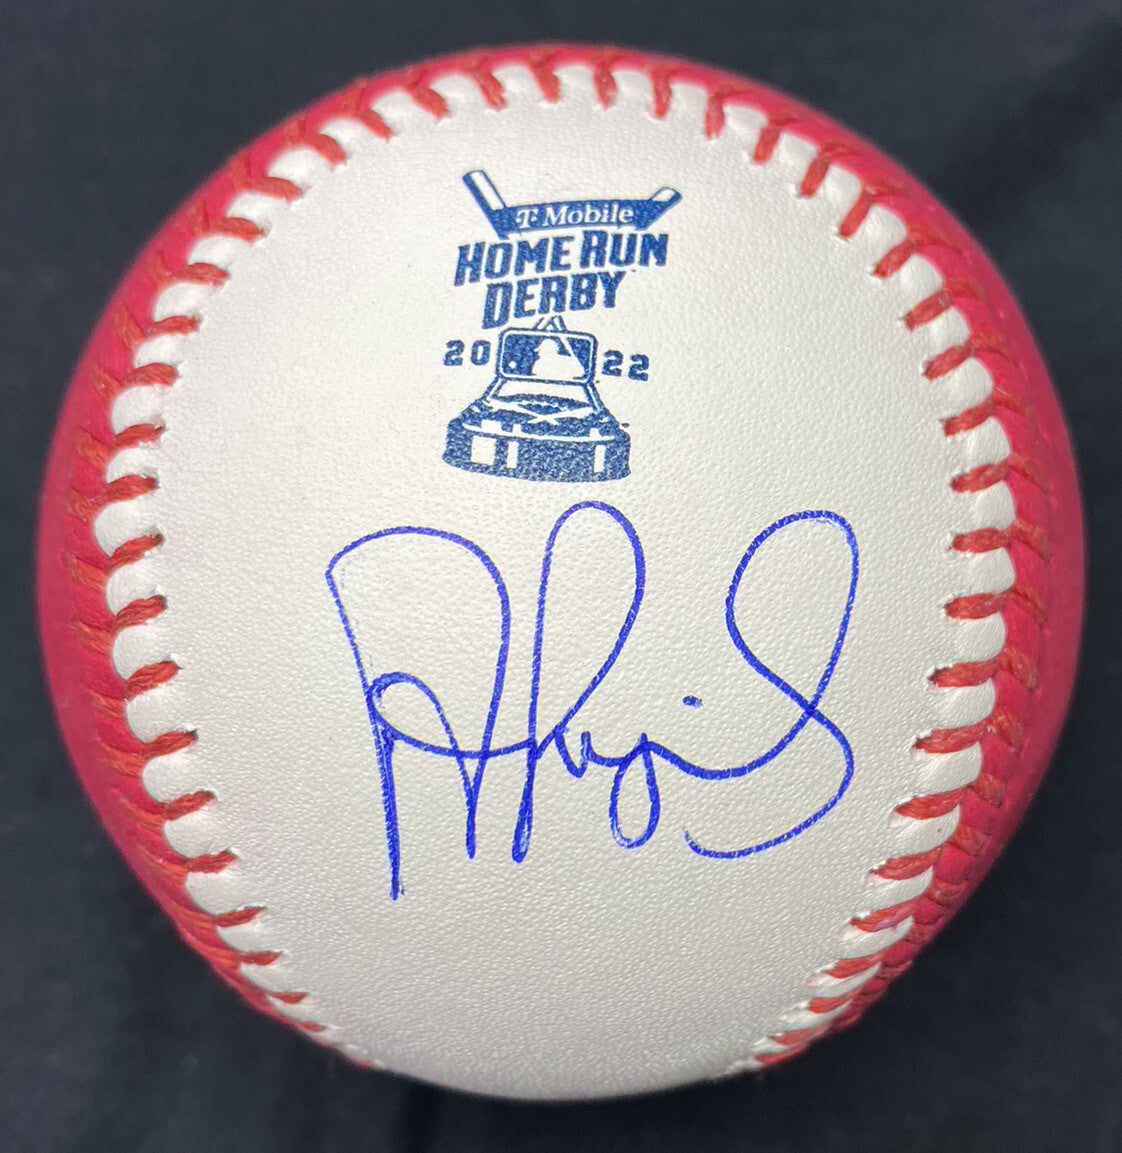 T Mobile
HOME RUN
DERBY
20 22